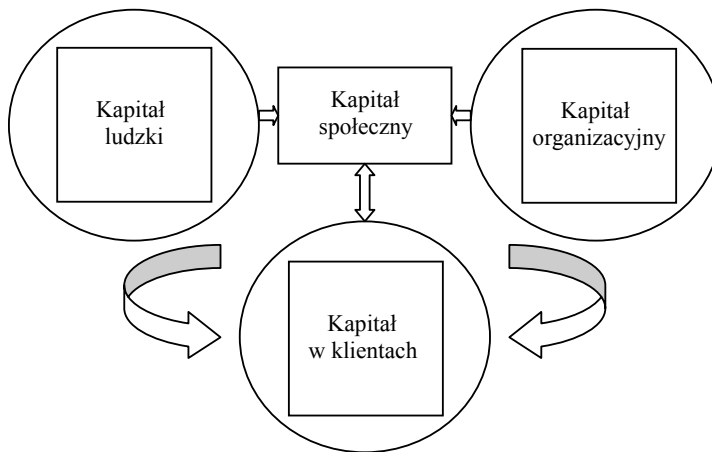 Kapitał
ludzki
Kapitał
społeczny
Kapitał
organizacyjny
Kapitał
w klientach